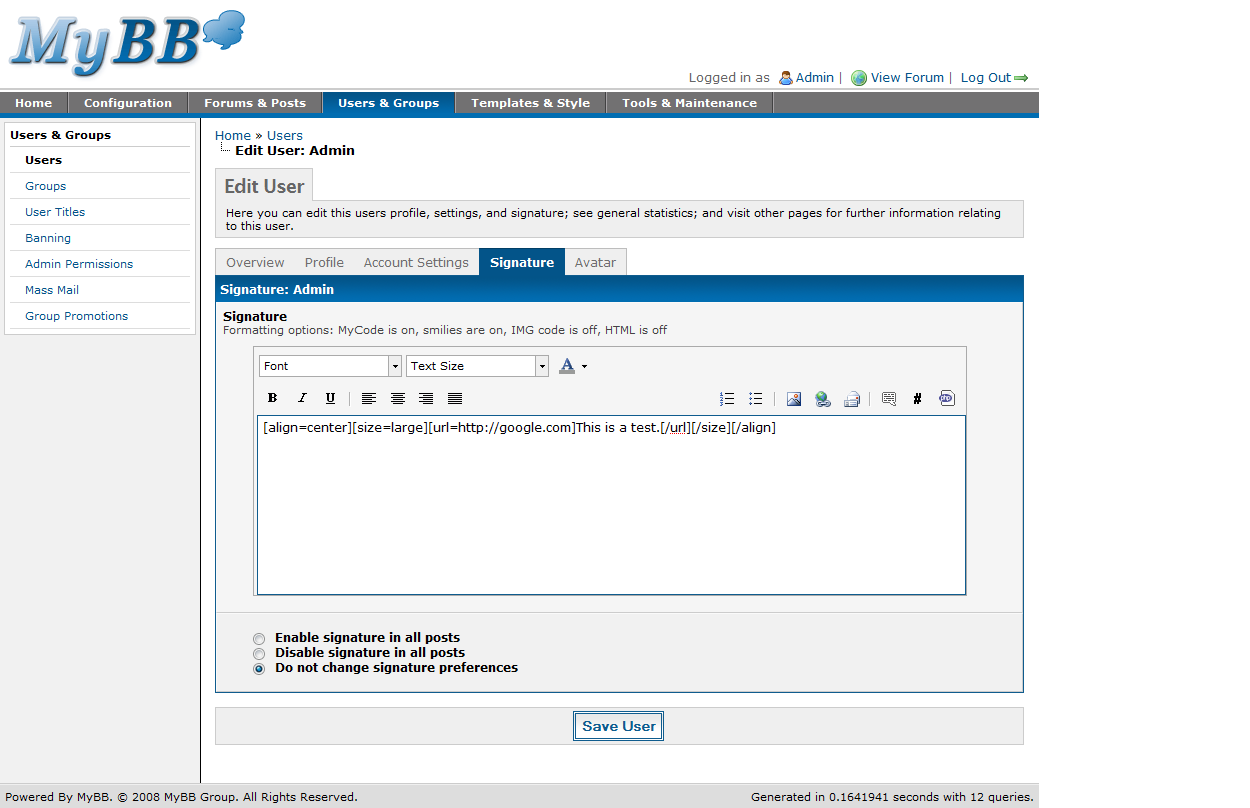 MyBB
Logged in as Admin | View Forum | Log Out
Home Configuration Forums & Posts Users & Groups Templates & Style Tools & Maintenance
Users & Groups
Users
Groups
User Titles
Banning
Admin Permissions
Mass Mail
Group Promotions
Home » Users
Edit User: Admin
Edit User
Here you can edit this users profile, settings, and signature; see general statistics; and visit other pages for further information relating
to this user.
Overview Profile Account Settings Signature Avatar
Signature: Admin
Signature
Formatting options: MyCode is on, smilies are on, IMG code is off, HTML is off
Font Text Size A
B I U #
[align=center][size=large][url=http://google.com]This is a test.[/url][/size][/align]
Enable signature in all posts
Disable signature in all posts
Do not change signature preferences
Save User
Powered By MyBB. © 2008 MyBB Group. All Rights Reserved. Generated in 0.1641941 seconds with 12 queries.